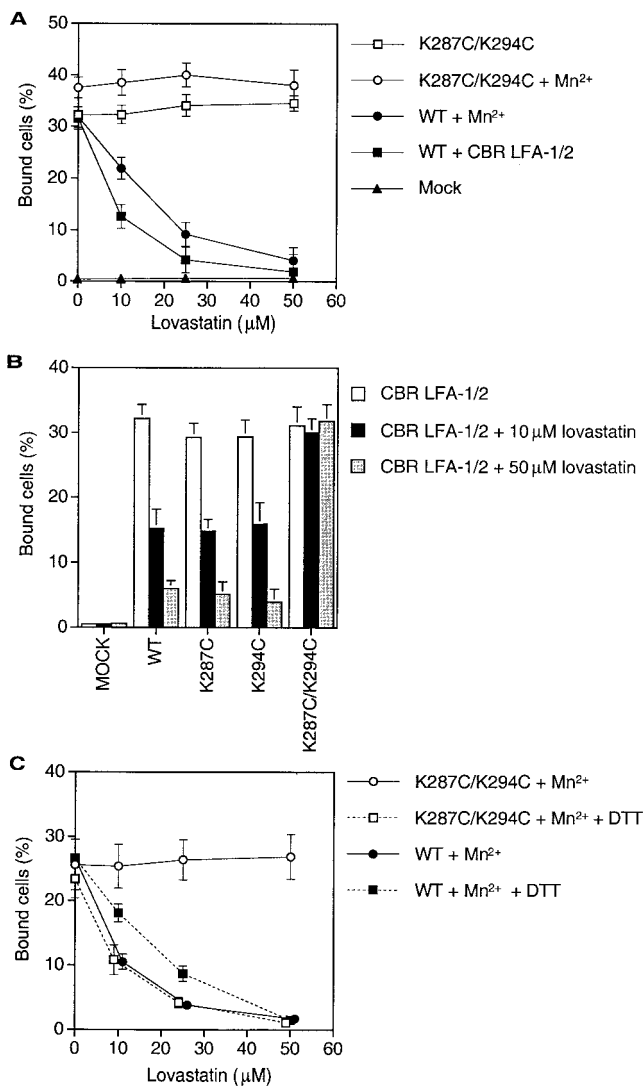 A
50
40
30
20
10
0
Bound cells (%)
0 10 20 30 40 50 60
Lovastatin (μM)
K287C/K294C
K287C/K294C + Mn²⁺
WT + Mn²⁺
WT + CBR LFA-1/2
Mock
B
40
30
20
10
0
Bound cells (%)
MOCK
WT
K287C
K294C
K287C/K294C
CBR LFA-1/2
CBR LFA-1/2 + 10 μM lovastatin
CBR LFA-1/2 + 50 μM lovastatin
C
40
30
20
10
0
Bound cells (%)
0 10 20 30 40 50 60
Lovastatin (μM)
K287C/K294C + Mn²⁺
K287C/K294C + Mn²⁺ + DTT
WT + Mn²⁺
WT + Mn²⁺ + DTT